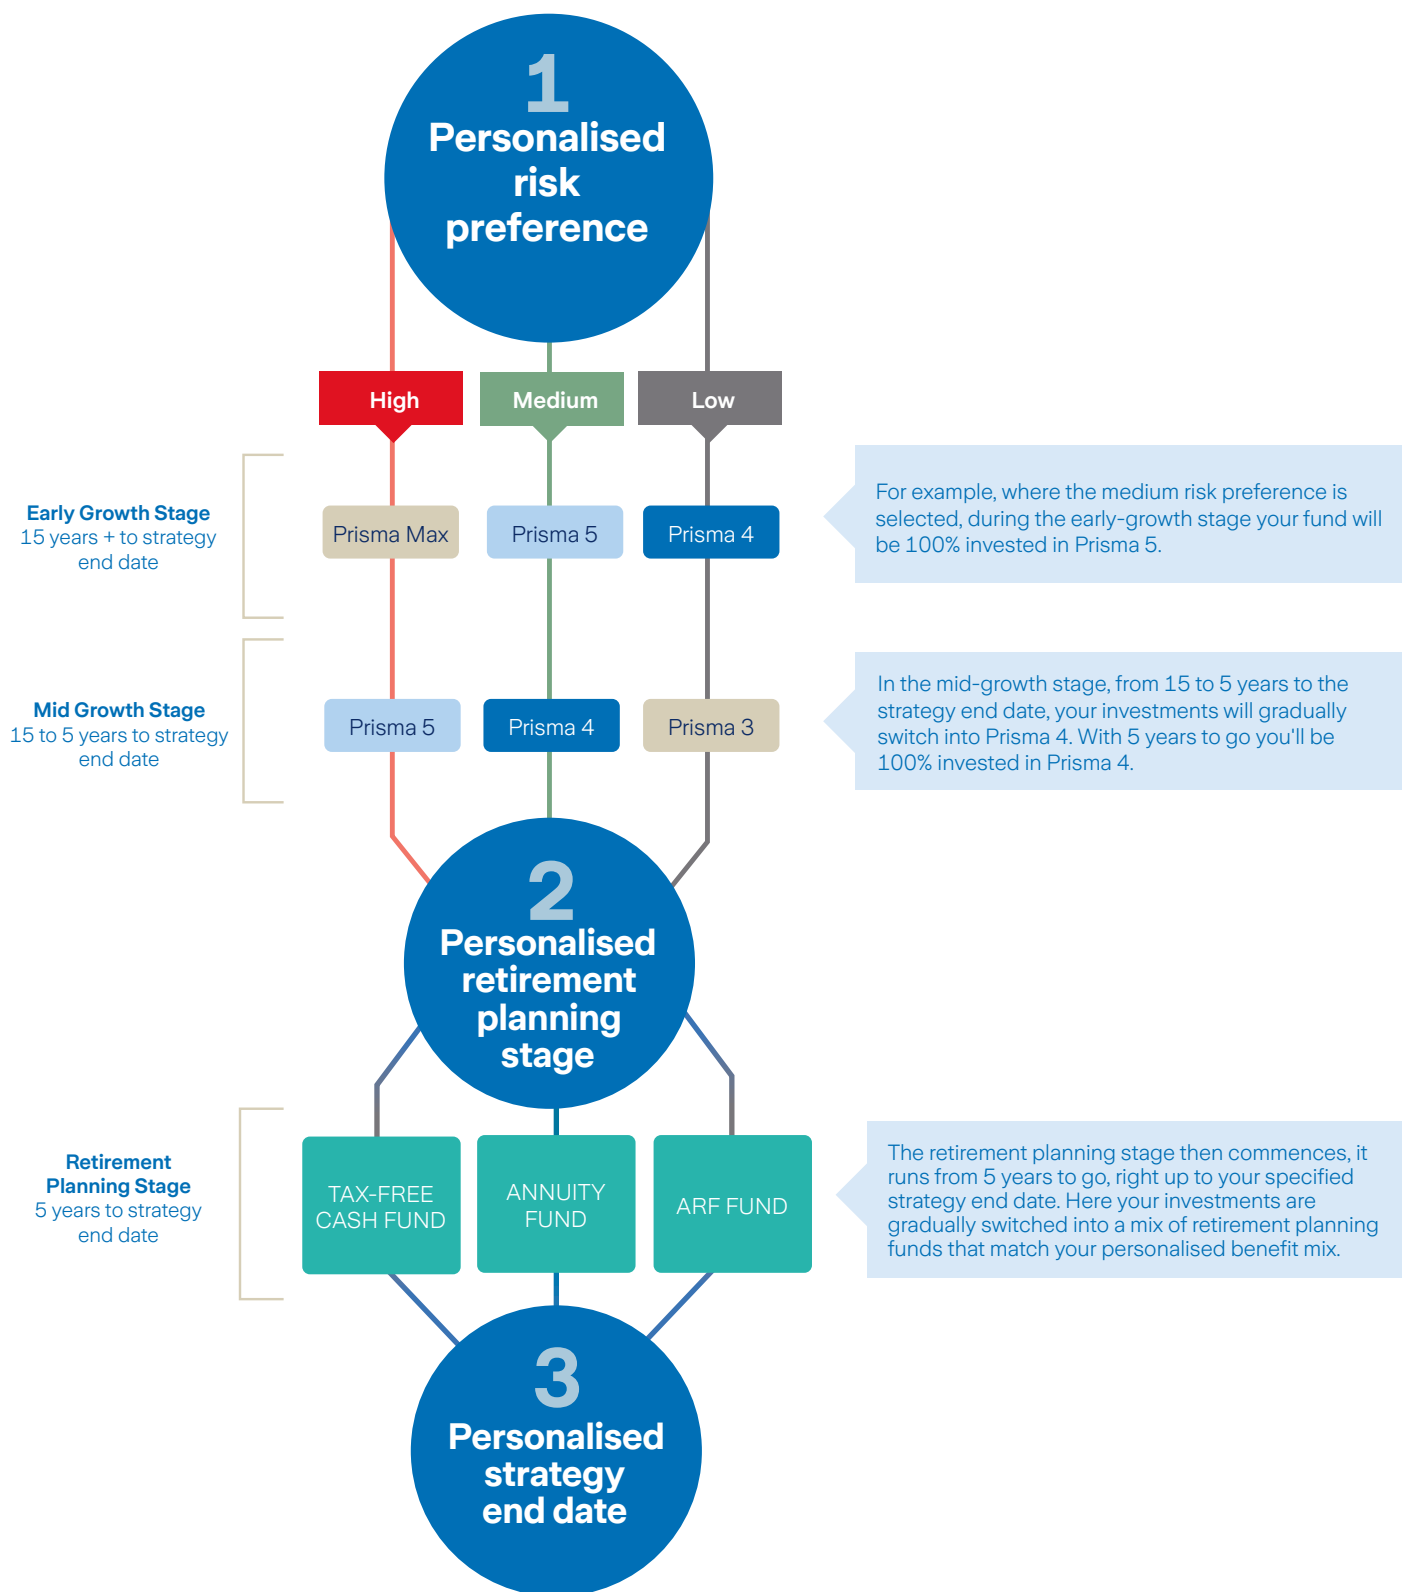 1
Personalised
risk
preference
High
Medium
Low
Early Growth Stage
15 years + to strategy
end date
Prisma Max
Prisma 5
Prisma 4
For example, where the medium risk preference is
selected, during the early-growth stage your fund will
be 100% invested in Prisma 5.
Mid Growth Stage
15 to 5 years to strategy
end date
Prisma 5
Prisma 4
Prisma 3
In the mid-growth stage, from 15 to 5 years to the
strategy end date, your investments will gradually
switch into Prisma 4. With 5 years to go you'll be
100% invested in Prisma 4.
2
Personalised
retirement
planning
stage
Retirement
Planning Stage
5 years to strategy
end date
TAX-FREE
CASH FUND
ANNUITY
FUND
ARF FUND
The retirement planning stage then commences, it
runs from 5 years to go, right up to your specified
strategy end date. Here your investments are
gradually switched into a mix of retirement planning
funds that match your personalised benefit mix.
3
Personalised
strategy
end date